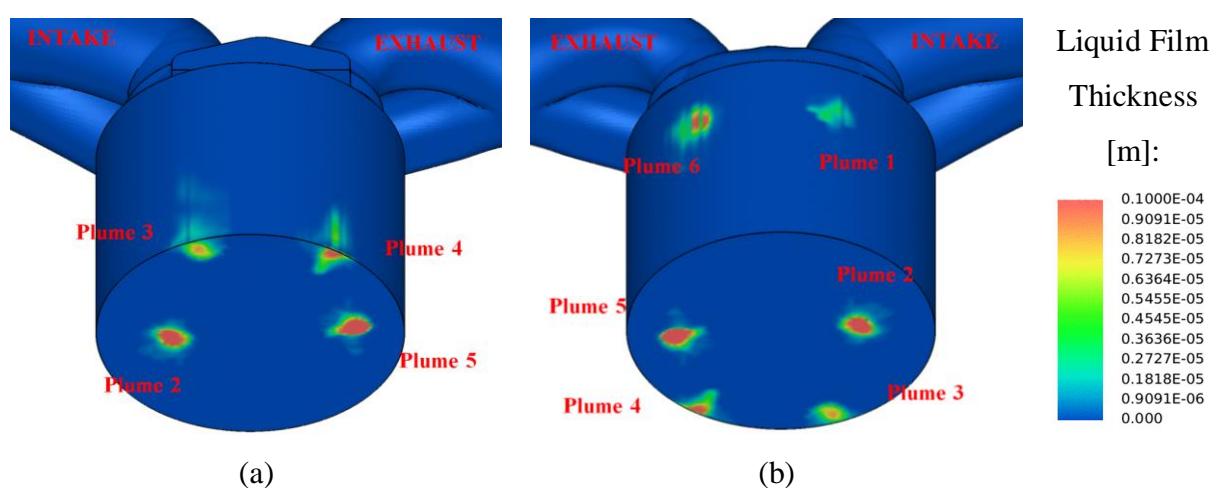 INTAKE
EXHAUST
Plume 3
Plume 4
Plume 5
Plume 2
(a)
EXHAUST
INTAKE
Plume 6
Plume 1
Plume 2
Plume 5
Plume 3
Plume 4
(b)
Liquid Film
Thickness
[m]:
0.1000E-04
0.9091E-05
0.8182E-05
0.7273E-05
0.6364E-05
0.5455E-05
0.4545E-05
0.3636E-05
0.2727E-05
0.1818E-05
0.9091E-06
0.000